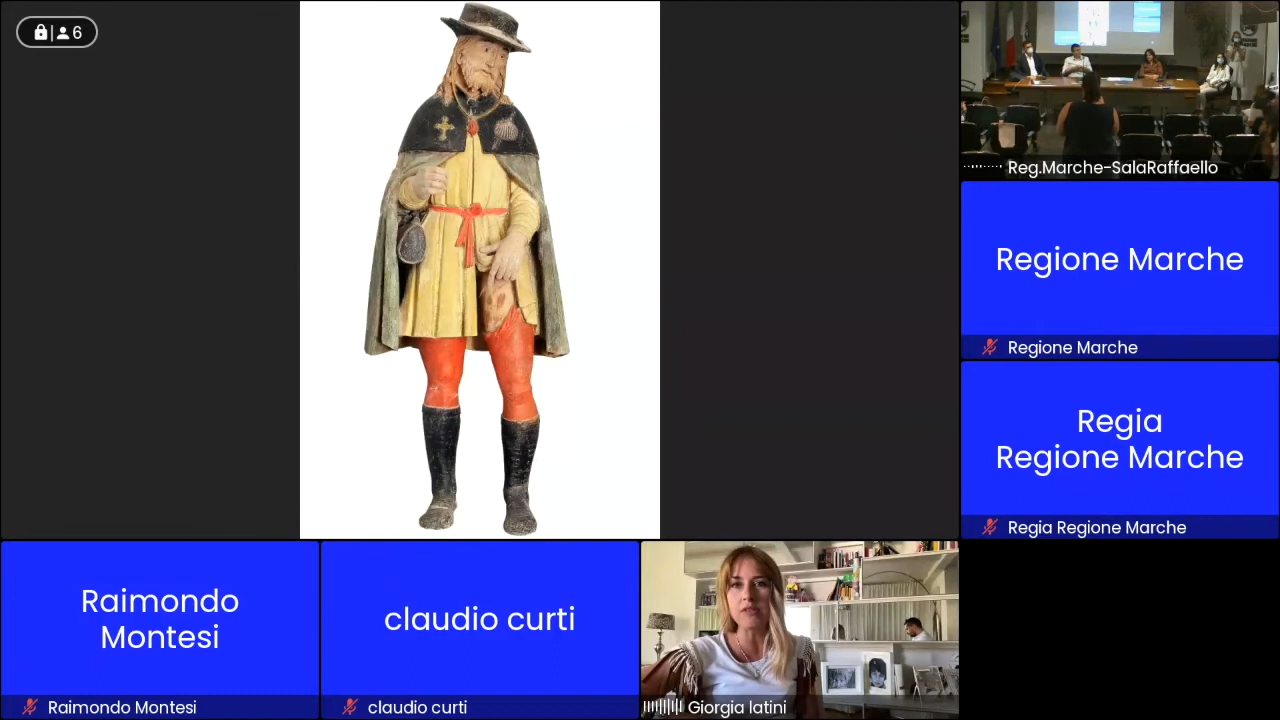 6
Reg.Marche-SalaRaffaello
Regione Marche
Regione Marche
Regia
Regione Marche
Regia Regione Marche
Raimondo
Montesi
Raimondo Montesi
claudio curti
claudio curti
Giorgia latini